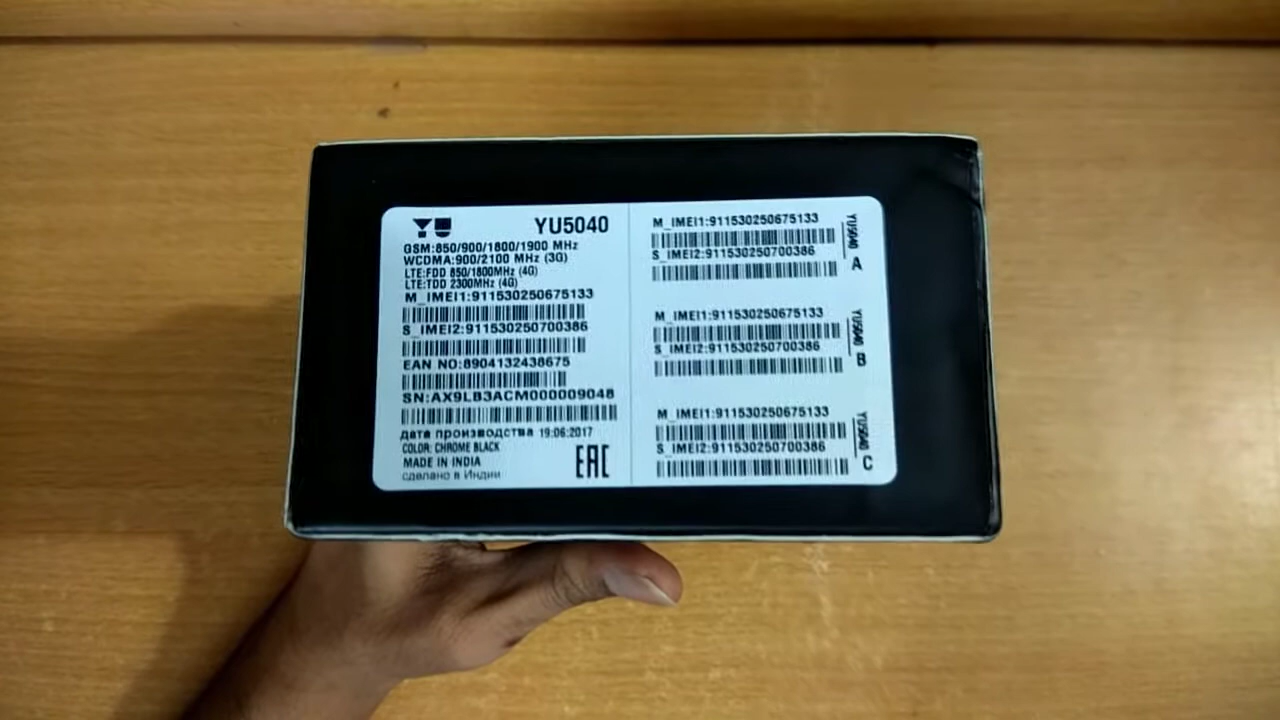 YU YU5040
GSM:850/900/1800/1900 MHz
WCDMA:900/2100 MHz (3G)
LTE:FDD 850/1800MHz (4G)
LTE:TDD 2300MHz (4G)
M_IMEI1:911530250675133
S_IMEI2:911530250700386
EAN NO:8904132438675
SN:AX9LB3ACM000009048
дата производства 19:06:2017
COLOR: CHROME BLACK
MADE IN INDIA
сделано в Индии
EAC
M_IMEI1:911530250675133
S_IMEI2:911530250700386
YU5040
A
M_IMEI1:911530250675133
S_IMEI2:911530250700386
YU5040
B
M_IMEI1:911530250675133
S_IMEI2:911530250700386
YU5040
C